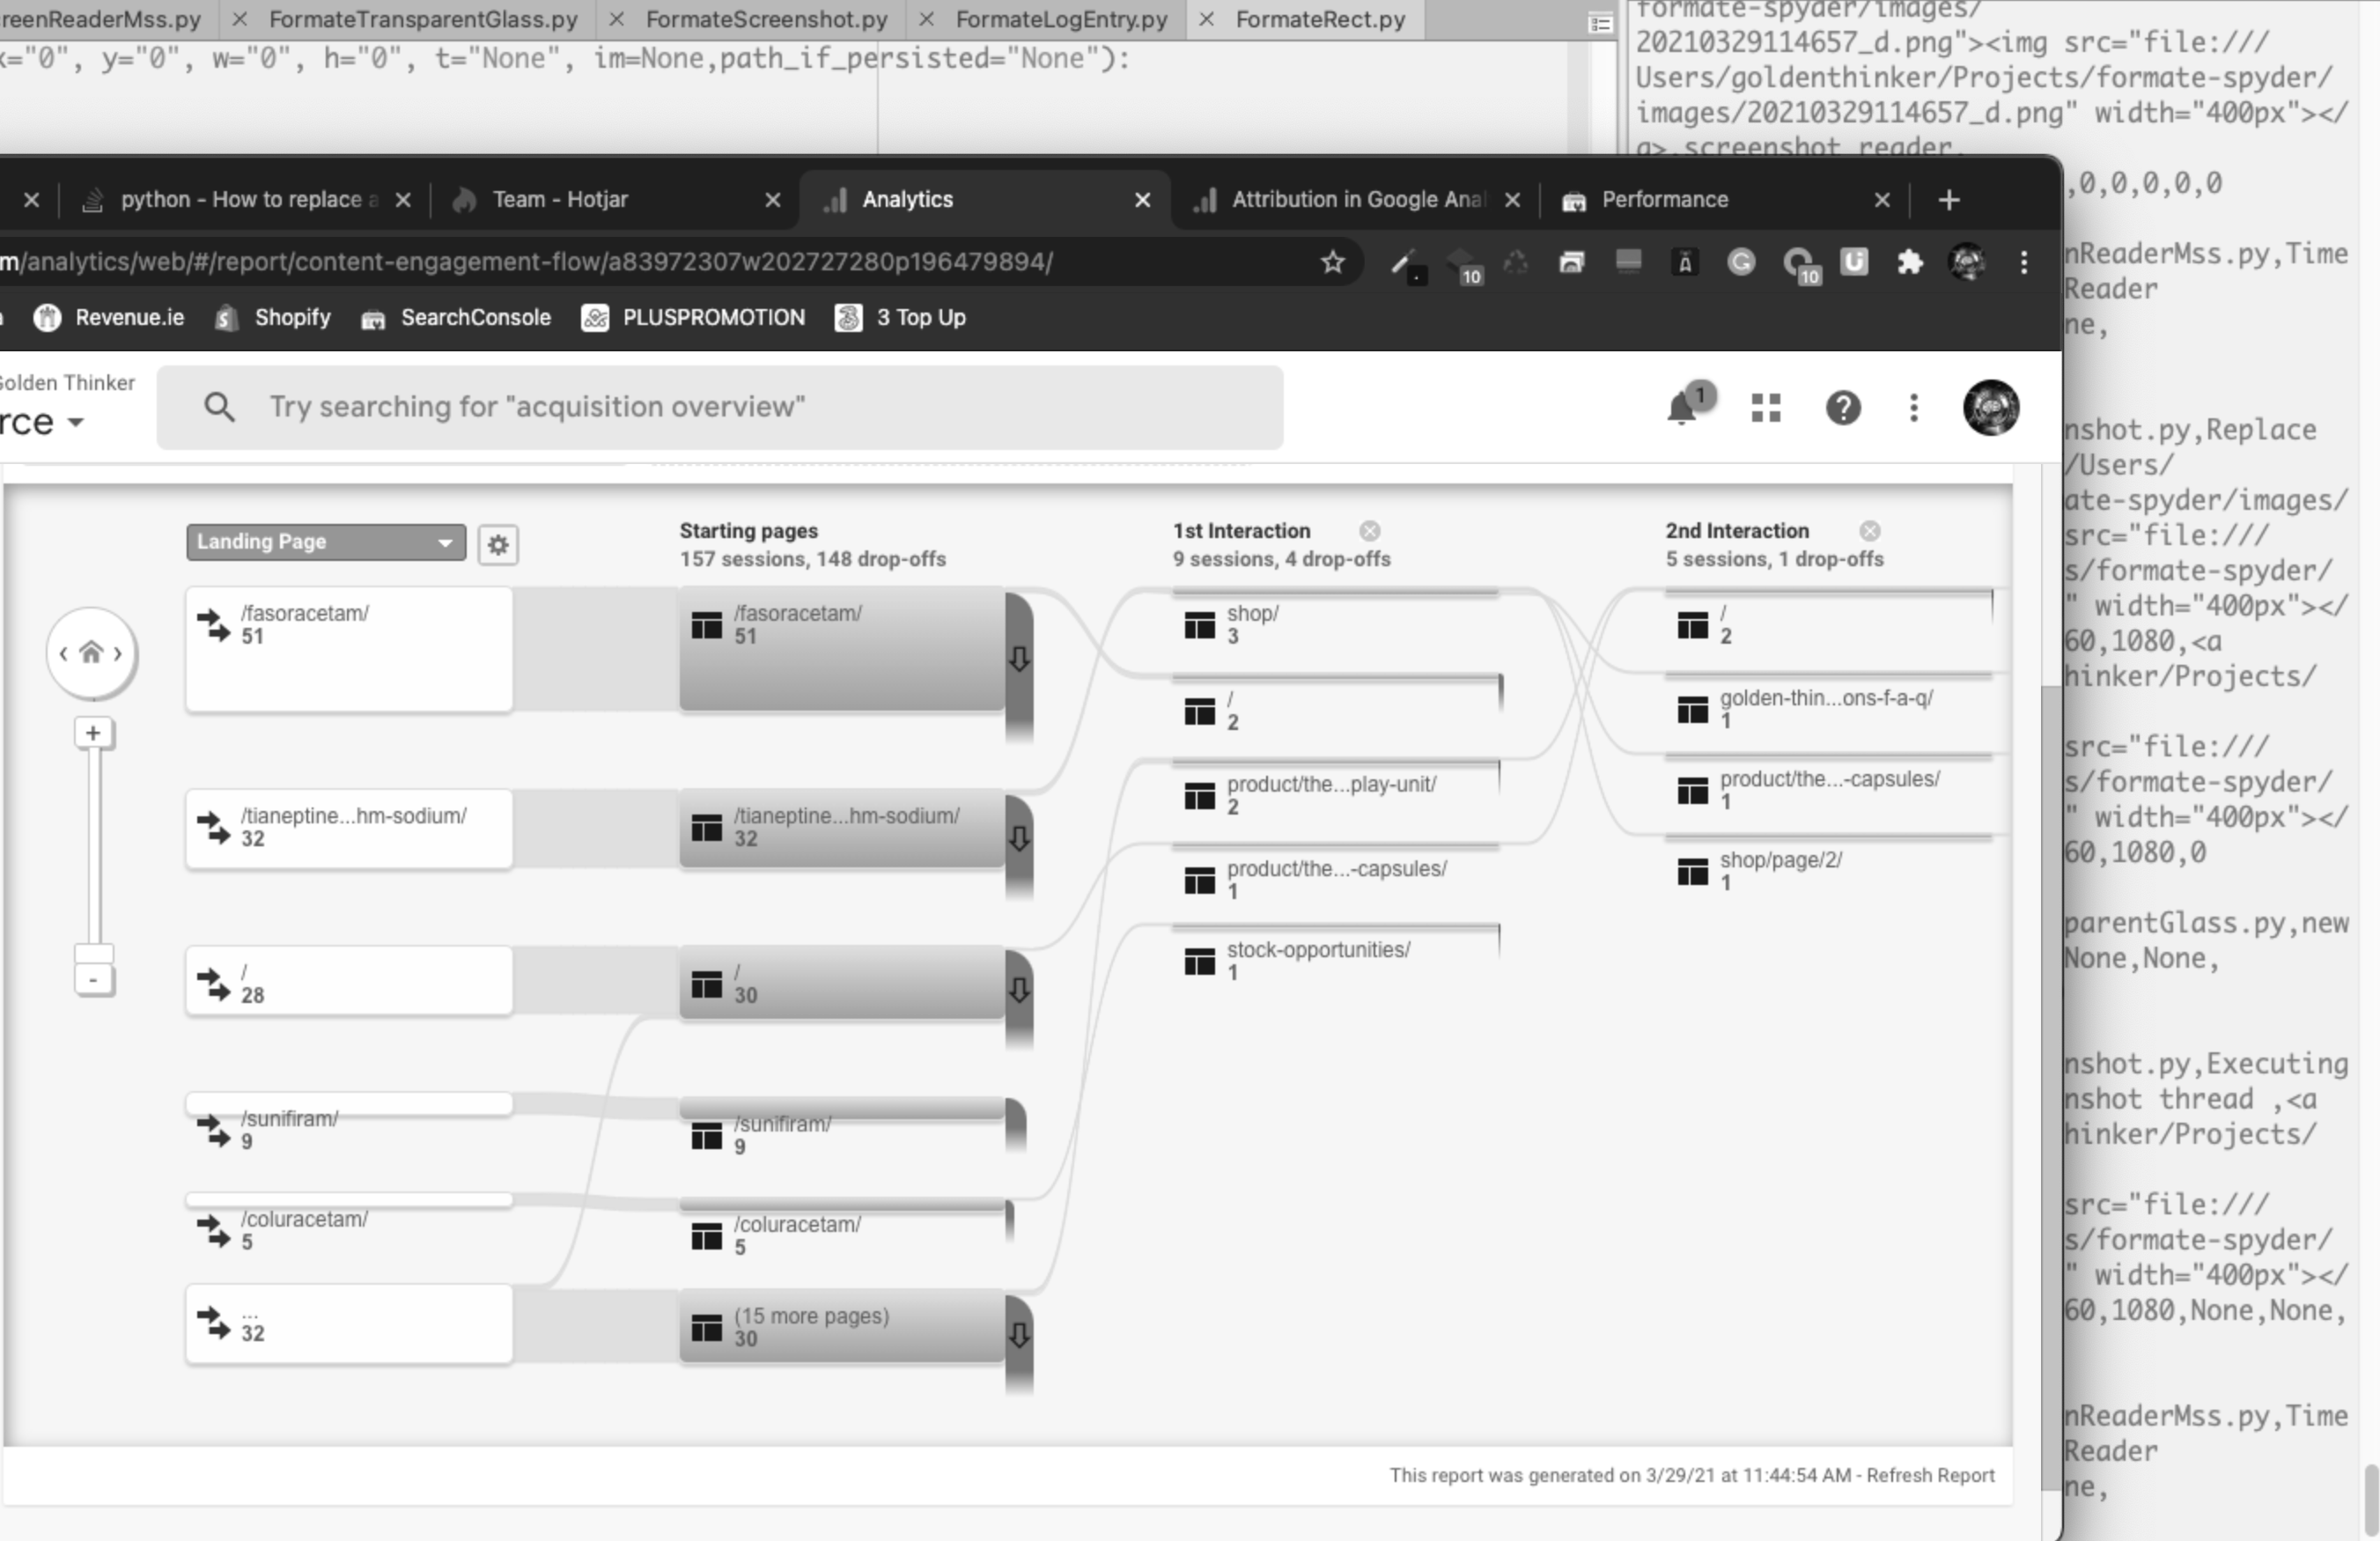 reenReaderMss.py × FormateTransparentGlass.py × FormateScreenshot.py × FormateLogEntry.py × FormateRect.py
x="0", y="0", w="0", h="0", t="None", im=None,path_if_persisted="None"):
formate-spyder/images/
20210329114657_d.png"><img src="file:///
Users/goldenthinker/Projects/formate-spyder/
images/20210329114657_d.png" width="400px"></
a>,screenshot reader,
,0,0,0,0,0
nReaderMss.py,Time
Reader
ne,
nshot.py,Replace
/Users/
ate-spyder/images/
src="file:///
s/formate-spyder/
" width="400px"></
60,1080,<a
hinker/Projects/
src="file:///
s/formate-spyder/
" width="400px"></
60,1080,0
parentGlass.py,new
None,None,
nshot.py,Executing
nshot thread ,<a
hinker/Projects/
src="file:///
s/formate-spyder/
" width="400px"></
60,1080,None,None,
nReaderMss.py,Time
Reader
ne,
python - How to replace a
Team - Hotjar
Analytics
Attribution in Google Anal
Performance
m/analytics/web/#/report/content-engagement-flow/a83972307w202727280p196479894/
10
10
Revenue.ie
Shopify
SearchConsole
PLUSPROMOTION
3 Top Up
Golden Thinker
rce
Try searching for "acquisition overview"
1
Landing Page
Starting pages
157 sessions, 148 drop-offs
1st Interaction
9 sessions, 4 drop-offs
2nd Interaction
5 sessions, 1 drop-offs
+
-
/fasoracetam/
51
/tianeptine...hm-sodium/
32
/
28
/sunifiram/
9
/coluracetam/
5
...
32
/fasoracetam/
51
/tianeptine...hm-sodium/
32
/
30
/sunifiram/
9
/coluracetam/
5
(15 more pages)
30
shop/
3
/
2
product/the...play-unit/
2
product/the...-capsules/
1
stock-opportunities/
1
/
2
golden-thin...ons-f-a-q/
1
product/the...-capsules/
1
shop/page/2/
1
This report was generated on 3/29/21 at 11:44:54 AM - Refresh Report